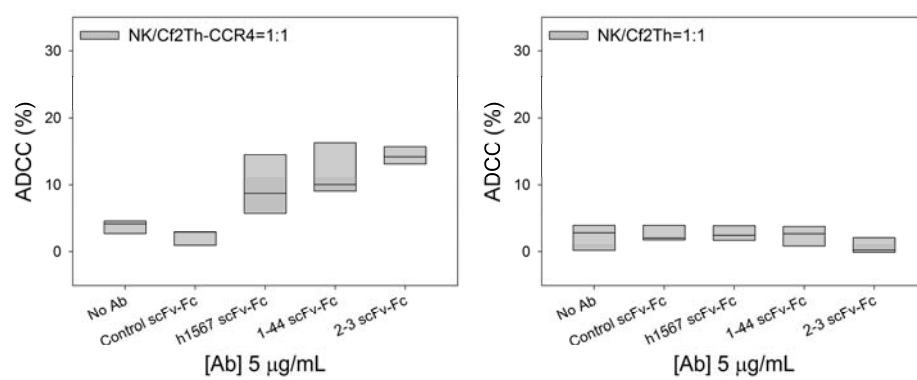 NK/Cf2Th-CCR4=1:1
30
20
10
0
ADCC (%)
No Ab
Control scFv-Fc
h1567 scFv-Fc
1-44 scFv-Fc
2-3 scFv-Fc
[Ab] 5 μg/mL
NK/Cf2Th=1:1
30
20
10
0
ADCC (%)
No Ab
Control scFv-Fc
h1567 scFv-Fc
1-44 scFv-Fc
2-3 scFv-Fc
[Ab] 5 μg/mL